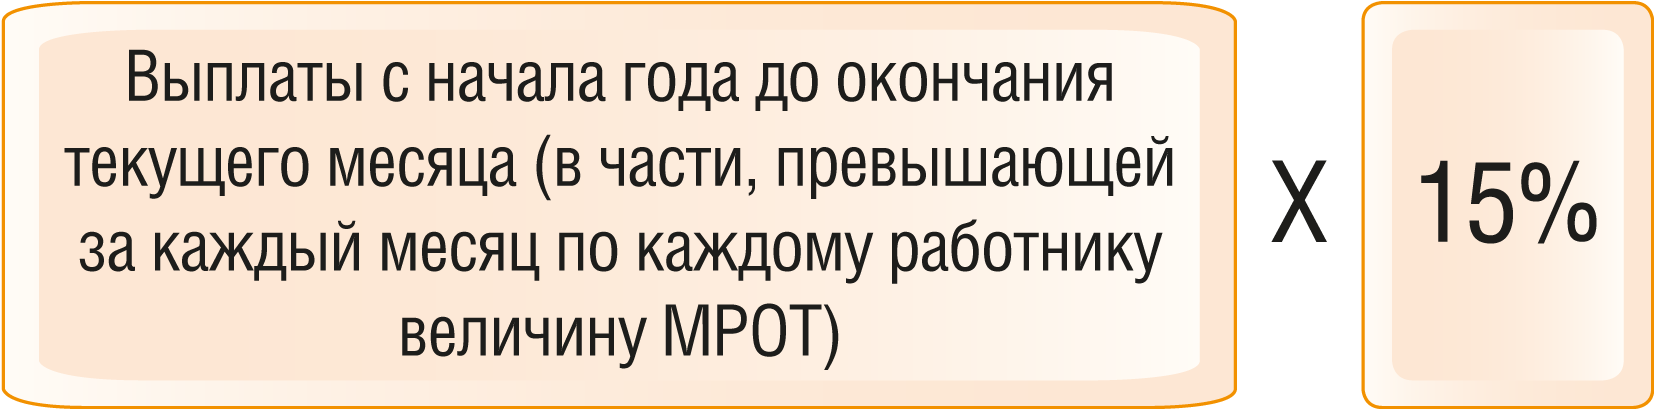 Выплаты с начала года до окончания
текущего месяца (в части, превышающей
за каждый месяц по каждому работнику
величину МРОТ)
X
15%